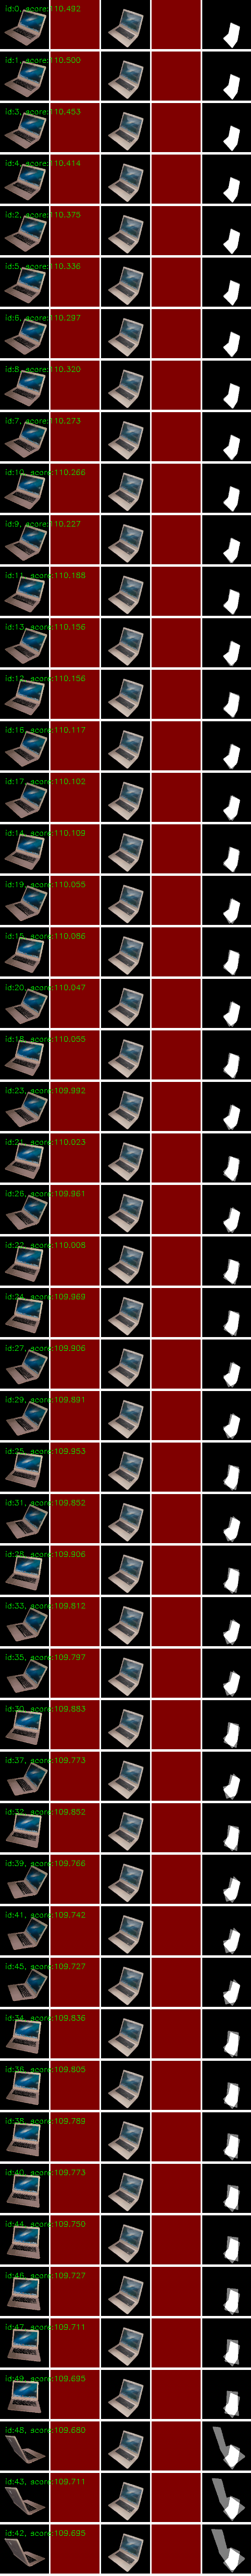 id:0, score:110.492
id:1, score:110.500
id:3, score:110.453
id:4, score:110.414
id:2, score:110.375
id:5, score:110.336
id:6, score:110.297
id:8, score:110.320
id:7, score:110.273
id:10, score:110.266
id:9, score:110.227
id:11, score:110.188
id:13, score:110.156
id:12, score:110.156
id:16, score:110.117
id:17, score:110.102
id:14, score:110.109
id:19, score:110.055
id:15, score:110.086
id:20, score:110.047
id:18, score:110.055
id:23, score:109.992
id:21, score:110.023
id:26, score:109.961
id:22, score:110.008
id:24, score:109.969
id:27, score:109.906
id:29, score:109.891
id:25, score:109.953
id:31, score:109.852
id:28, score:109.906
id:33, score:109.812
id:35, score:109.797
id:30, score:109.883
id:37, score:109.773
id:32, score:109.852
id:39, score:109.766
id:41, score:109.742
id:45, score:109.727
id:34, score:109.836
id:36, score:109.805
id:38, score:109.789
id:40, score:109.773
id:44, score:109.750
id:46, score:109.727
id:47, score:109.711
id:49, score:109.695
id:48, score:109.680
id:43, score:109.711
id:42, score:109.695